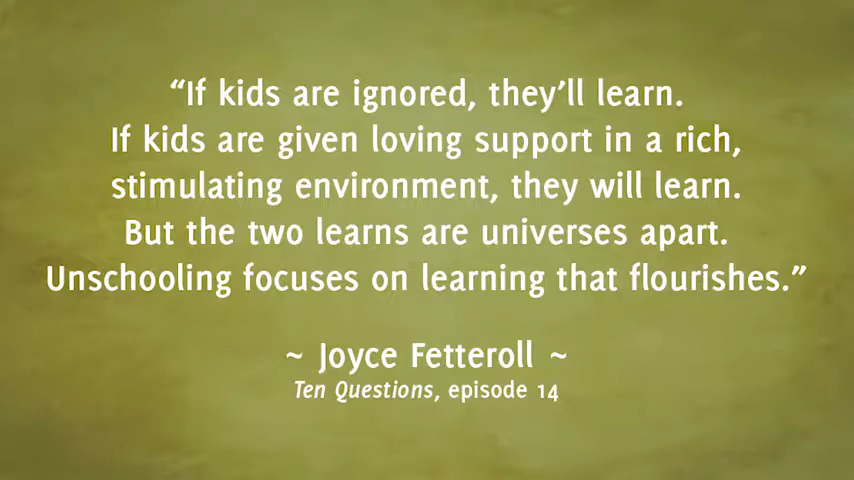 “If kids are ignored, they’ll learn.
If kids are given loving support in a rich,
stimulating environment, they will learn.
But the two learns are universes apart.
Unschooling focuses on learning that flourishes.”
~ Joyce Fetteroll ~
Ten Questions, episode 14